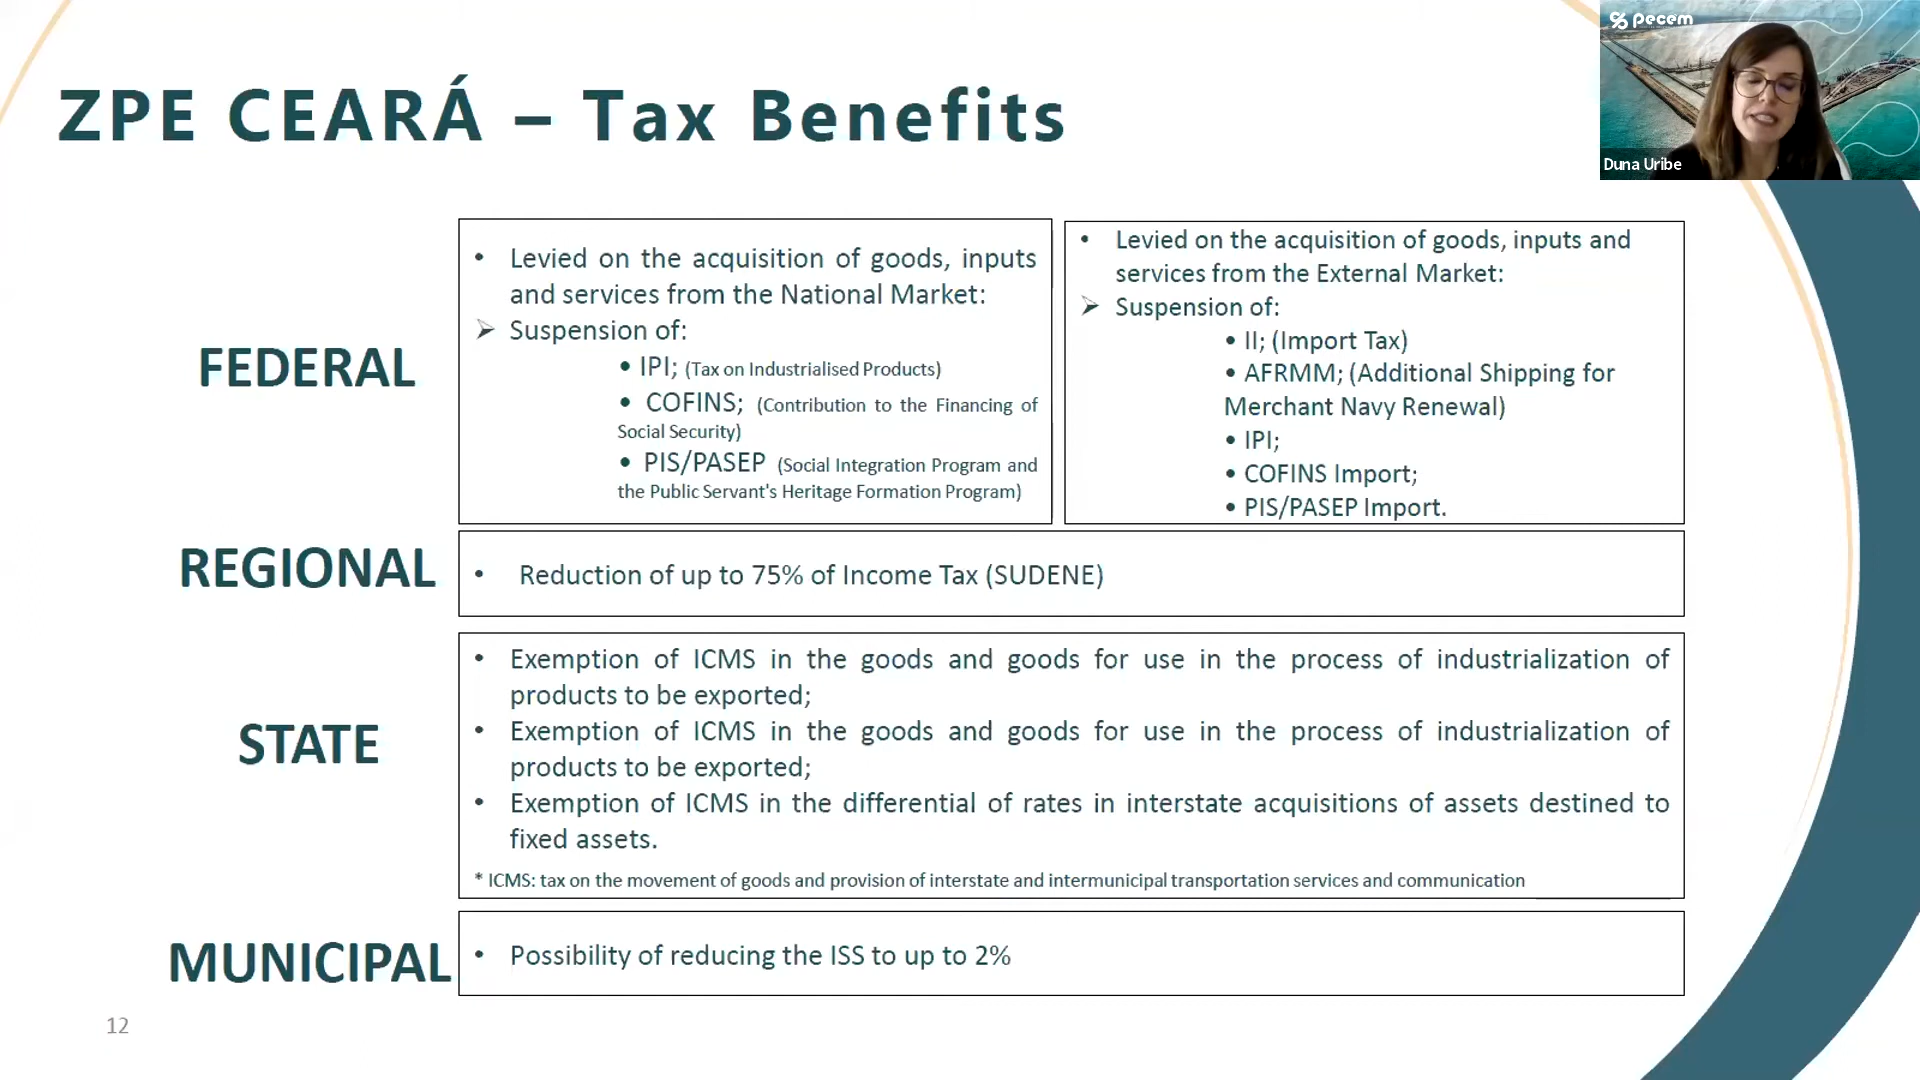 pecem
Duna Uribe
ZPE CEARÁ – Tax Benefits
FEDERAL
• Levied on the acquisition of goods, inputs
and services from the National Market:
➢ Suspension of:
• IPI; (Tax on Industrialised Products)
• COFINS; (Contribution to the Financing of
Social Security)
• PIS/PASEP (Social Integration Program and
the Public Servant's Heritage Formation Program)
• Levied on the acquisition of goods, inputs and
services from the External Market:
➢ Suspension of:
• II; (Import Tax)
• AFRMM; (Additional Shipping for
Merchant Navy Renewal)
• IPI;
• COFINS Import;
• PIS/PASEP Import.
REGIONAL
• Reduction of up to 75% of Income Tax (SUDENE)
STATE
• Exemption of ICMS in the goods and goods for use in the process of industrialization of
products to be exported;
• Exemption of ICMS in the goods and goods for use in the process of industrialization of
products to be exported;
• Exemption of ICMS in the differential of rates in interstate acquisitions of assets destined to
fixed assets.
* ICMS: tax on the movement of goods and provision of interstate and intermunicipal transportation services and communication
MUNICIPAL
• Possibility of reducing the ISS to up to 2%
12